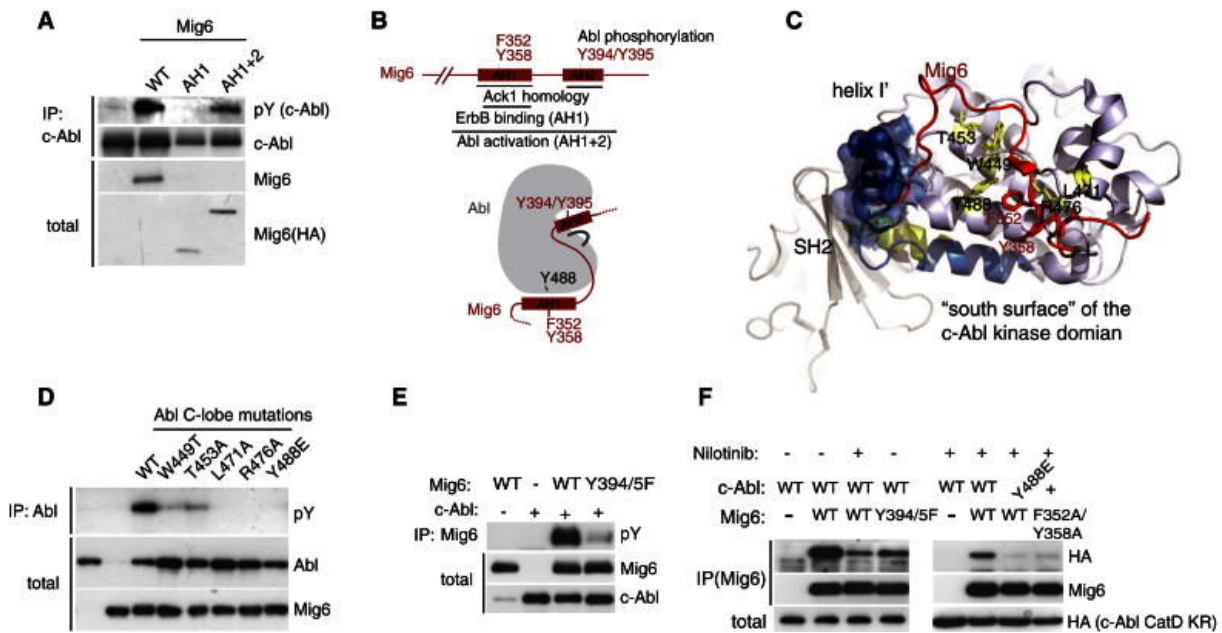 A
Mig6
WT
AH1
AH1+2
IP:
c-Abl
pY (c-Abl)
c-Abl
total
Mig6
Mig6(HA)
B
F352
Y358
Abl phosphorylation
Y394/Y395
Mig6
AH1
AH2
Ack1 homology
ErbB binding (AH1)
Abl activation (AH1+2)
Abl
Y394/Y395
Y488
Mig6
AH1
F352
Y358
C
helix I'
Mig6
T453
W449
L471
Y488
R476
F352
Y358
SH2
"south surface" of the
c-Abl kinase domian
D
Abl C-lobe mutations
WT
W449T
T453A
L471A
R476A
Y488E
IP: Abl
pY
total
Abl
Mig6
E
Mig6: WT - WT Y394/5F
c-Abl: - + + +
IP: Mig6
pY
total
Mig6
c-Abl
F
Nilotinib: - - + - + + + +
c-Abl: WT WT WT WT WT WT Y488E +
Mig6: - WT WT Y394/5F - WT WT F352A/
Y358A
IP(Mig6)
HA
Mig6
total
HA (c-Abl CatD KR)